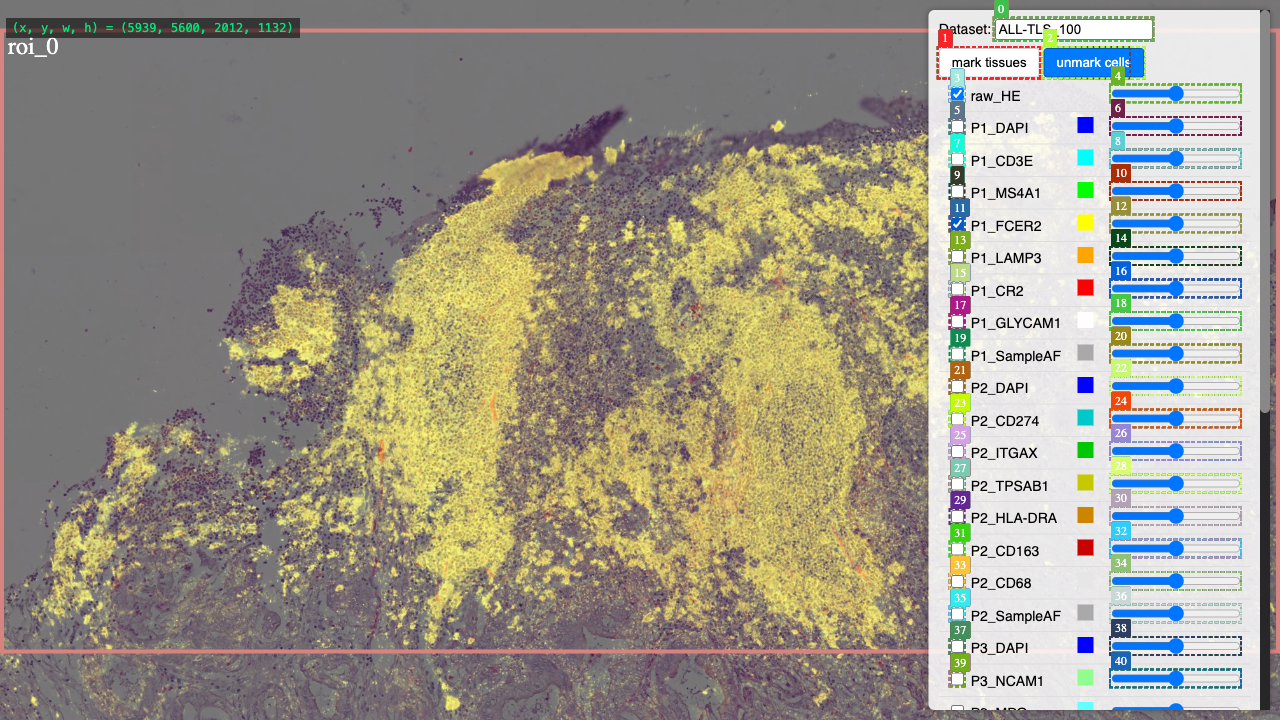 (x, y, w, h) = (5939, 5600, 2012, 1132)
roi_0
0
Dataset: ALL-TLS_100
1
2
mark tissues
unmark cells
3
4
raw_HE
5
6
P1_DAPI
7
8
P1_CD3E
9
10
P1_MS4A1
11
12
P1_FCER2
13
14
P1_LAMP3
15
16
P1_CR2
17
18
P1_GLYCAM1
19
20
P1_SampleAF
21
22
P2_DAPI
23
24
P2_CD274
25
26
P2_ITGAX
27
28
P2_TPSAB1
29
30
P2_HLA-DRA
31
32
P2_CD163
33
34
P2_CD68
35
36
P2_SampleAF
37
38
P3_DAPI
39
40
P3_NCAM1